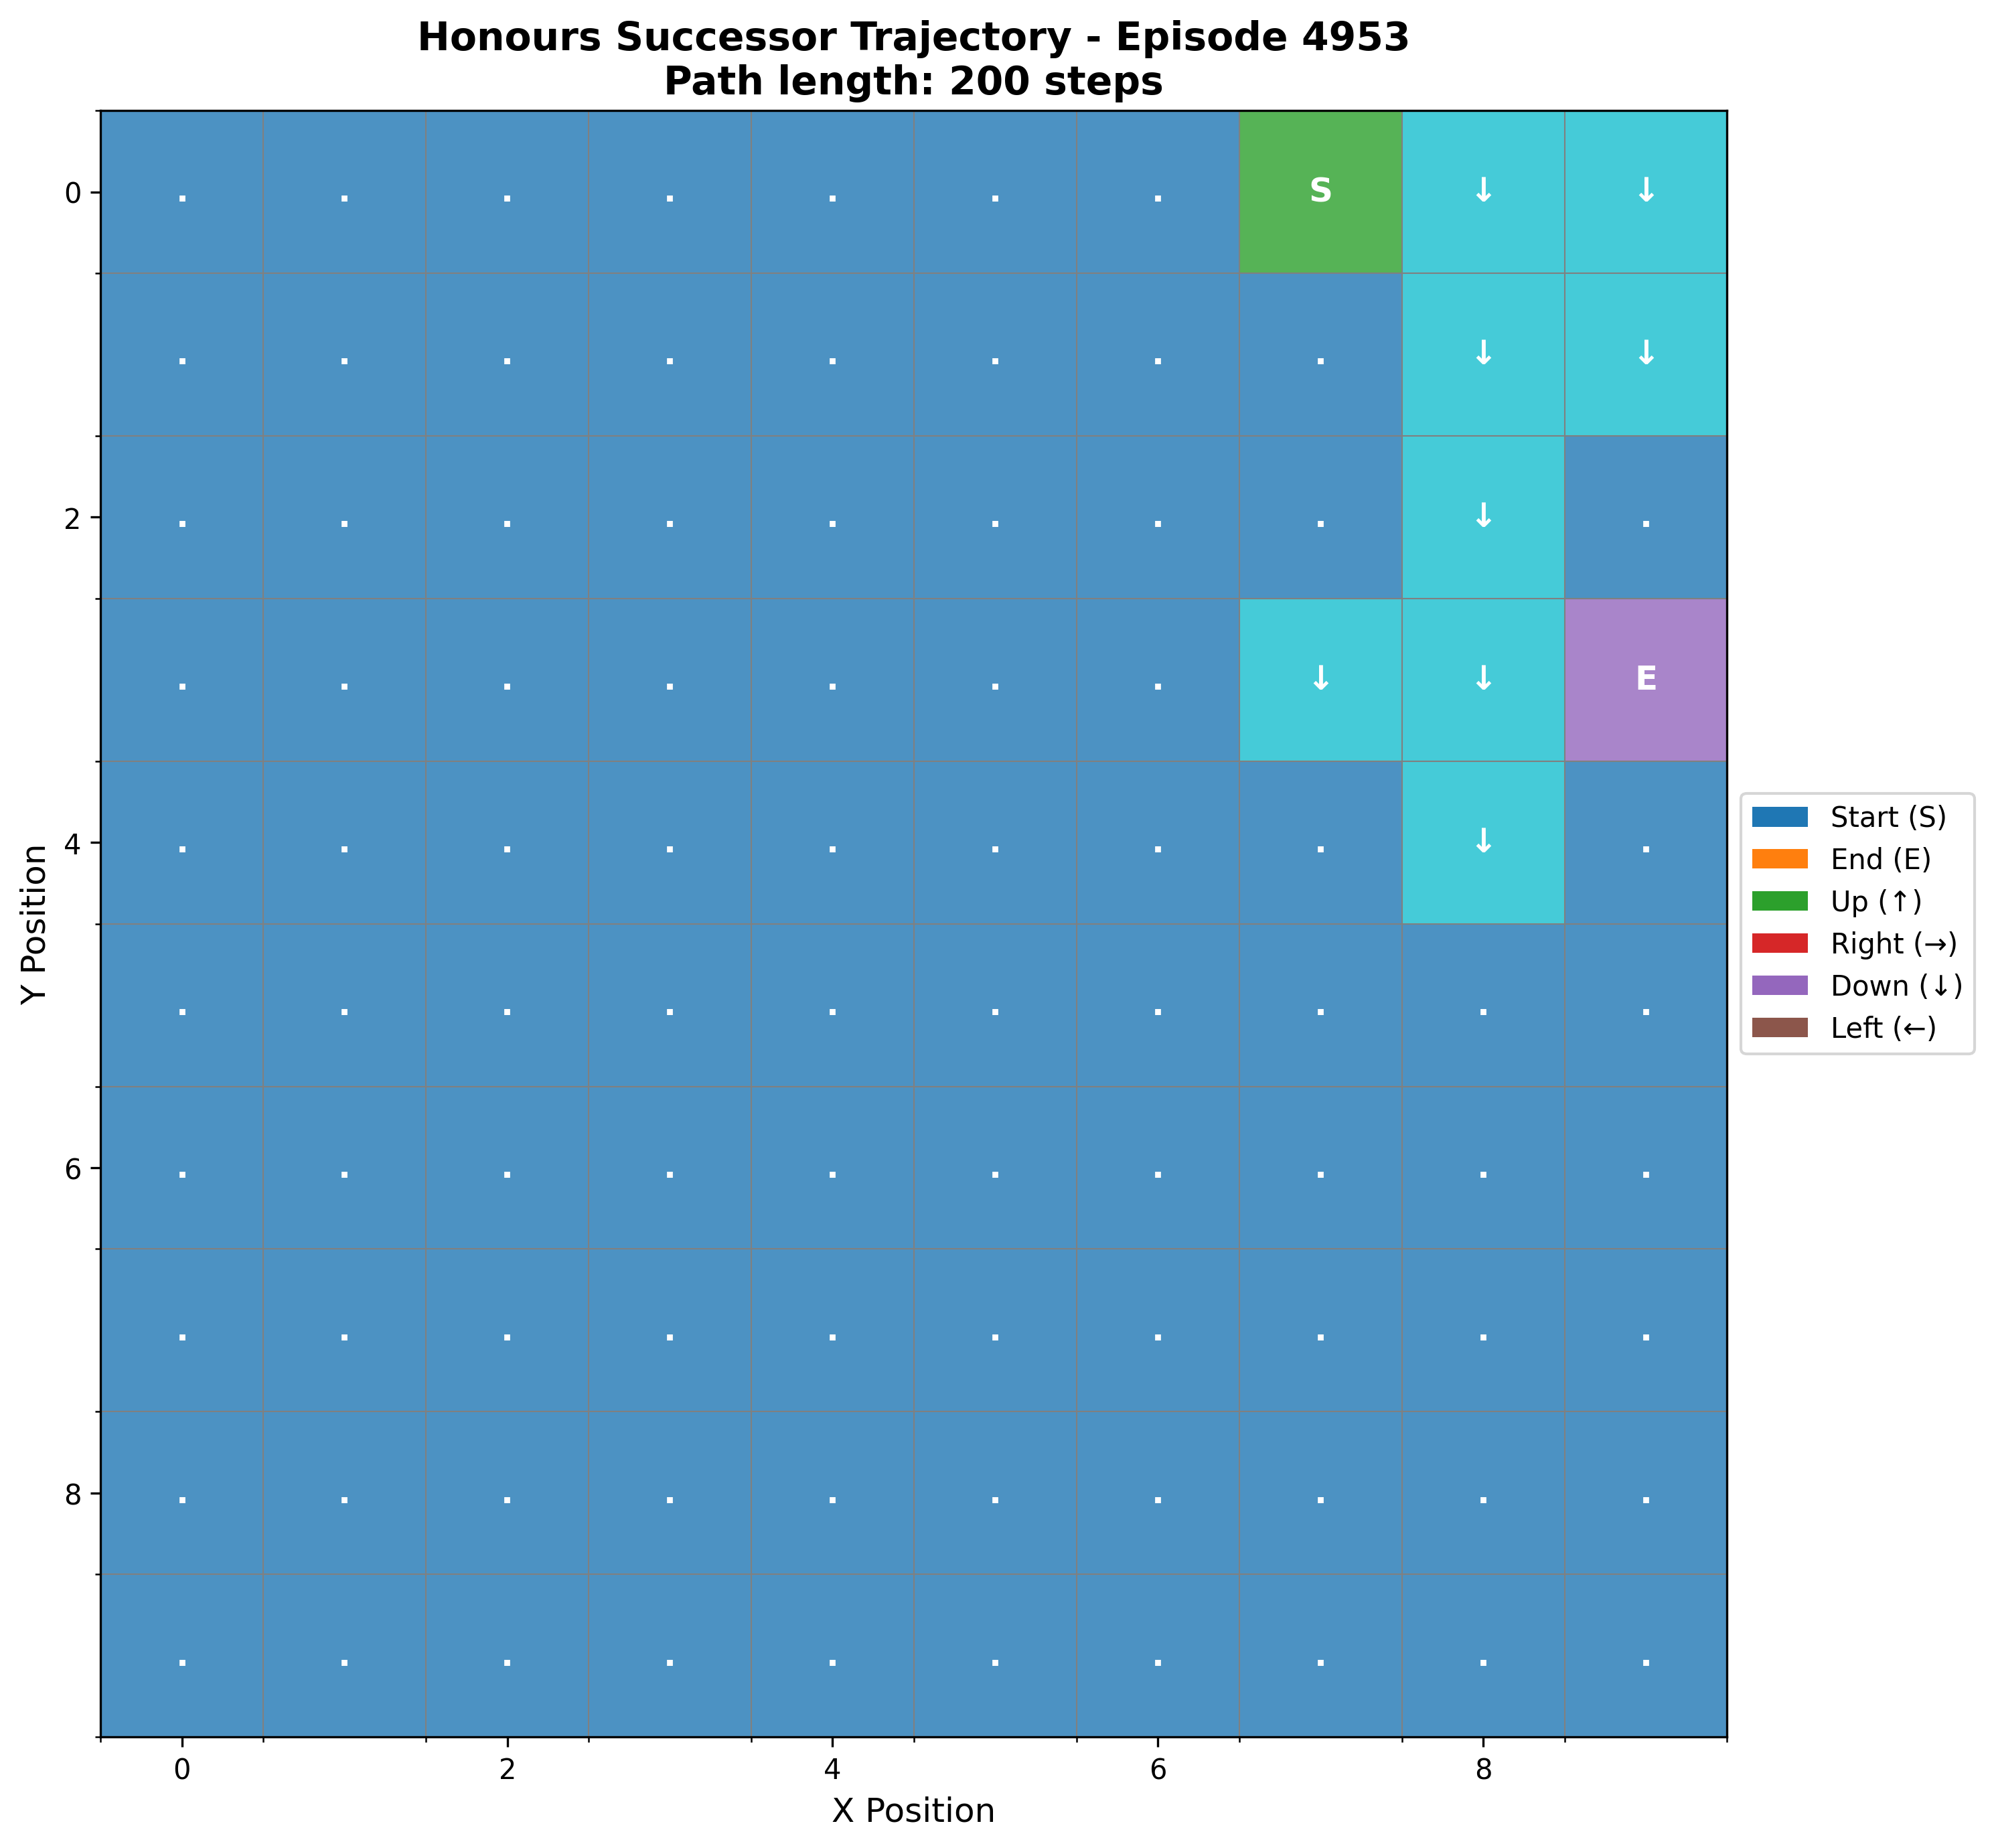 Honours Successor Trajectory - Episode 4953
Path length: 200 steps
0 . . . . . . . S ↓ ↓
. . . . . . . . ↓ ↓
2 . . . . . . . . ↓ .
. . . . . . . ↓ ↓ E
4 . . . . . . . . ↓ .
. . . . . . . . . .
6 . . . . . . . . . .
. . . . . . . . . .
8 . . . . . . . . . .
. . . . . . . . . .
0 2 4 6 8
X Position
Y Position
Start (S)
End (E)
Up (↑)
Right (→)
Down (↓)
Left (←)